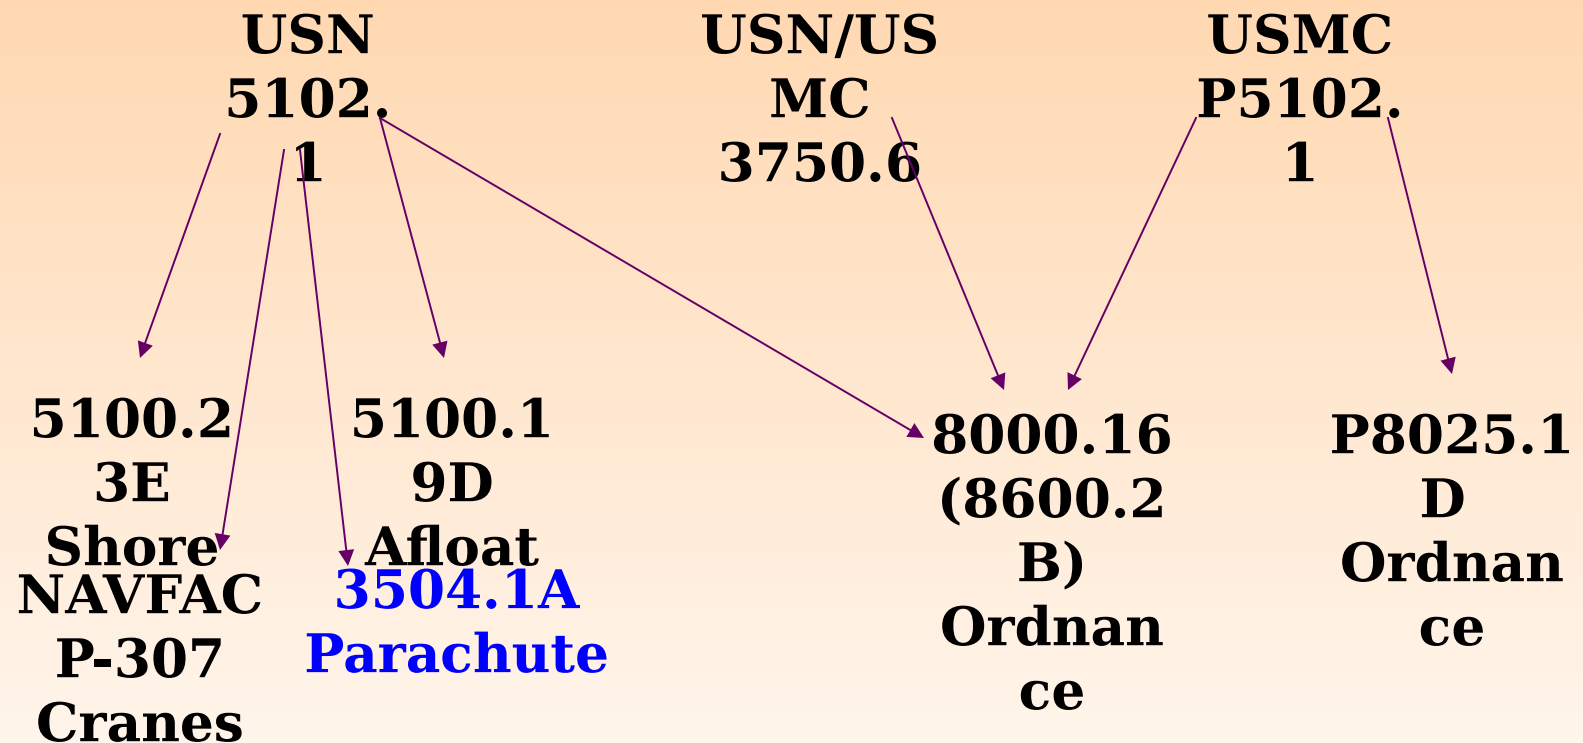 USN
5102.
1
USN/US
MC
3750.6
USMC
P5102.
1
5100.2
3E
Shore
5100.1
9D
Afloat
8000.16
(8600.2
B)
Ordnan
ce
P8025.1
D
Ordnan
ce
NAVFAC
P-307
Cranes
3504.1A
Parachute